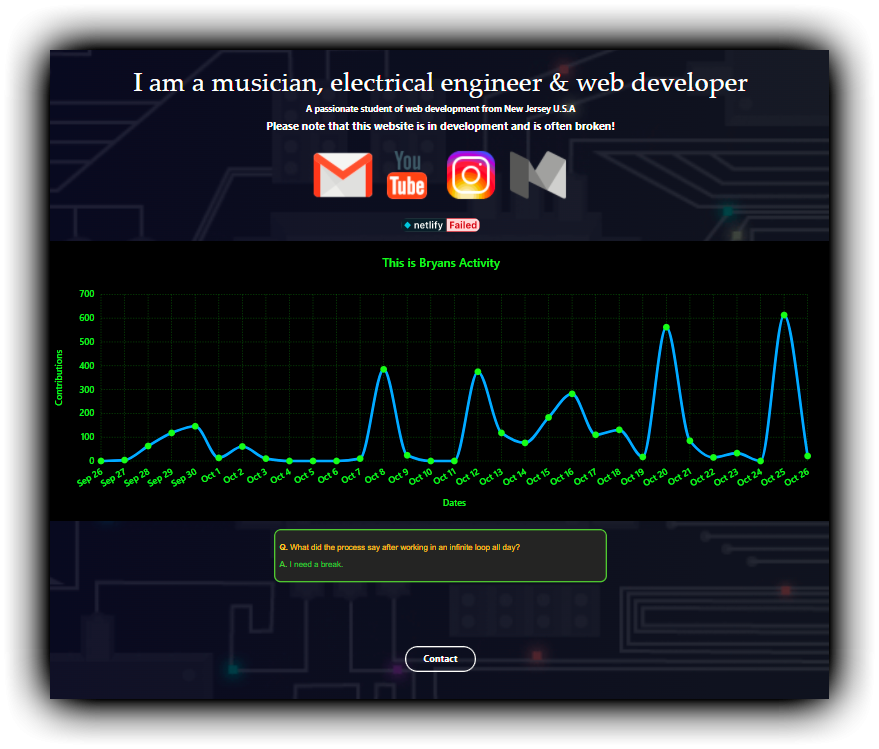 I am a musician, electrical engineer & web developer
A passionate student of web development from New Jersey U.S.A
Please note that this website is in development and is often broken!
You
Tube
netlify Failed
This is Bryans Activity
700
600
500
400
300
200
100
0
Contributions
Sep 26 Sep 27 Sep 28 Sep 29 Sep 30 Oct 1 Oct 2 Oct 3 Oct 4 Oct 5 Oct 6 Oct 7 Oct 8 Oct 9 Oct 10 Oct 11 Oct 12 Oct 13 Oct 14 Oct 15 Oct 16 Oct 17 Oct 18 Oct 19 Oct 20 Oct 21 Oct 22 Oct 23 Oct 24 Oct 25 Oct 26
Dates
Q. What did the process say after working in an infinite loop all day?
A. I need a break.
Contact